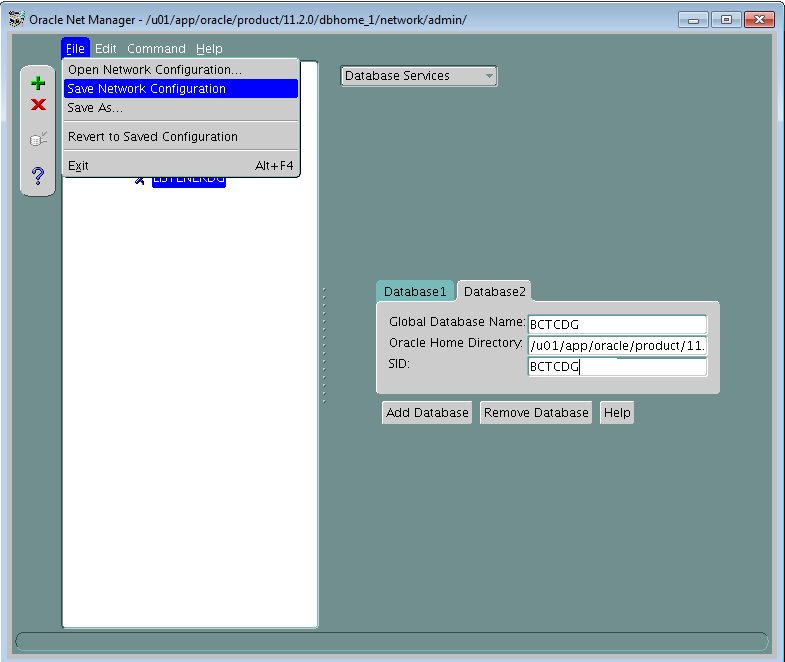 Oracle Net Manager - /u01/app/oracle/product/11.2.0/dbhome_1/network/admin/
File Edit Command Help
Open Network Configuration...
Save Network Configuration
Save As...
Revert to Saved Configuration
Exit Alt+F4
LISTENERDG
Database Services
Database1 Database2
Global Database Name: BCTCDG
Oracle Home Directory: /u01/app/oracle/product/11.
SID: BCTCDG
Add Database Remove Database Help